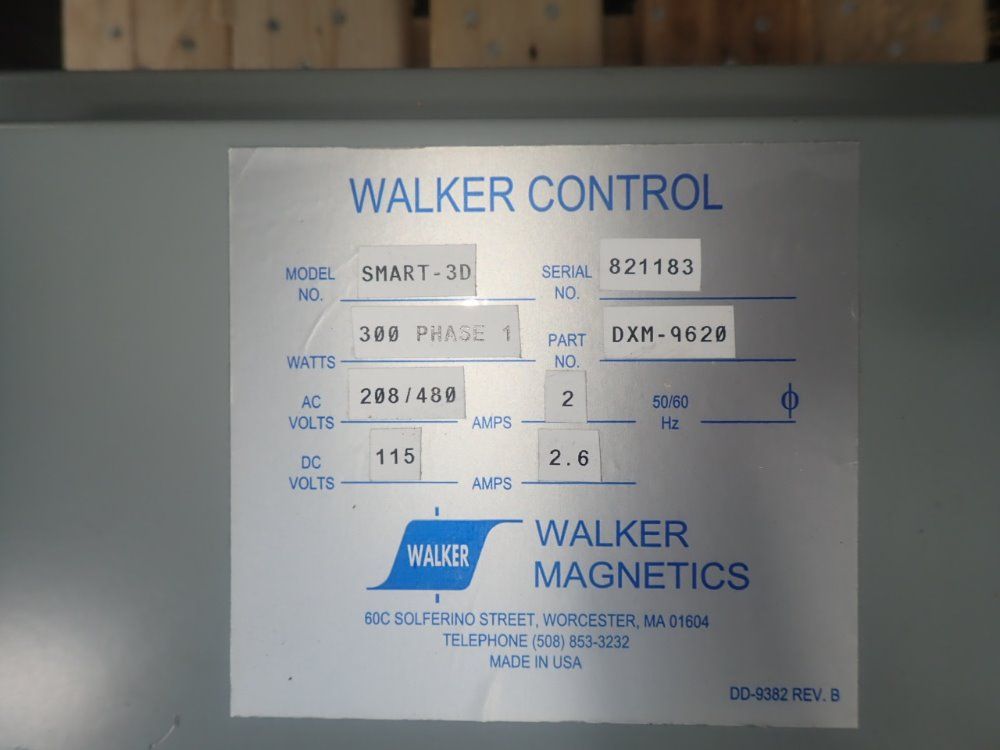 WALKER CONTROL
MODEL NO. SMART-3D SERIAL NO. 821183
WATTS 300 PHASE 1 PART NO. DXM-9620
AC VOLTS 208/480 AMPS 2 50/60 Hz ϕ
DC VOLTS 115 AMPS 2.6
WALKER
WALKER
MAGNETICS
60C SOLFERINO STREET, WORCESTER, MA 01604
TELEPHONE (508) 853-3232
MADE IN USA
DD-9382 REV. B